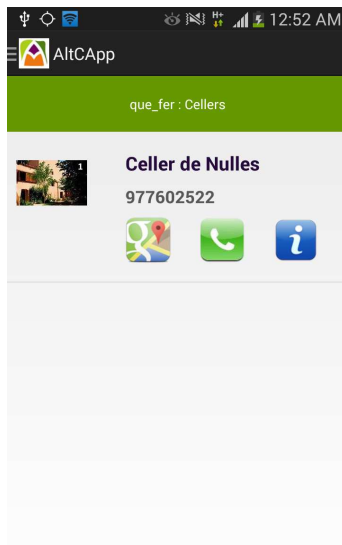 H+
12:52 AM
AltCApp
que_fer : Cellers
1
Celler de Nulles
977602522